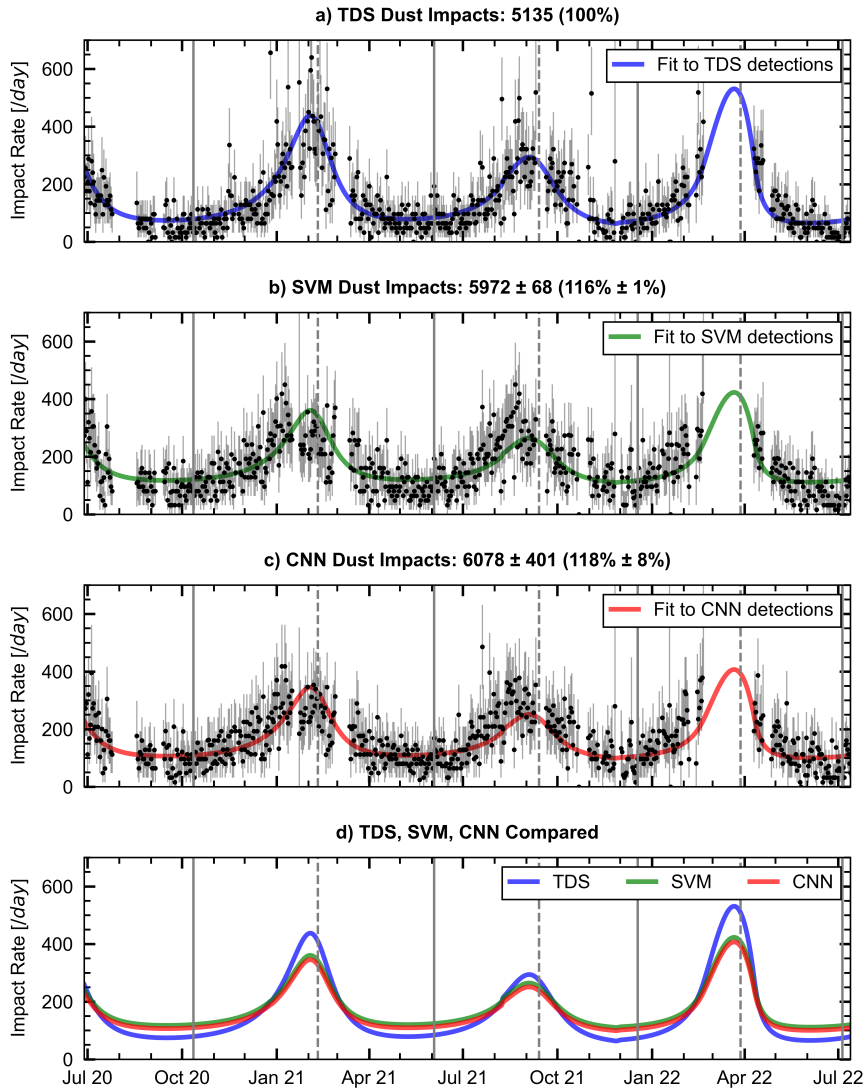 a) TDS Dust Impacts: 5135 (100%)
Impact Rate [/day]
600
400
200
0
Fit to TDS detections
b) SVM Dust Impacts: 5972 ± 68 (116% ± 1%)
Impact Rate [/day]
600
400
200
0
Fit to SVM detections
c) CNN Dust Impacts: 6078 ± 401 (118% ± 8%)
Impact Rate [/day]
600
400
200
0
Fit to CNN detections
d) TDS, SVM, CNN Compared
Impact Rate [/day]
600
400
200
0
TDS SVM CNN
Jul 20 Oct 20 Jan 21 Apr 21 Jul 21 Oct 21 Jan 22 Apr 22 Jul 22